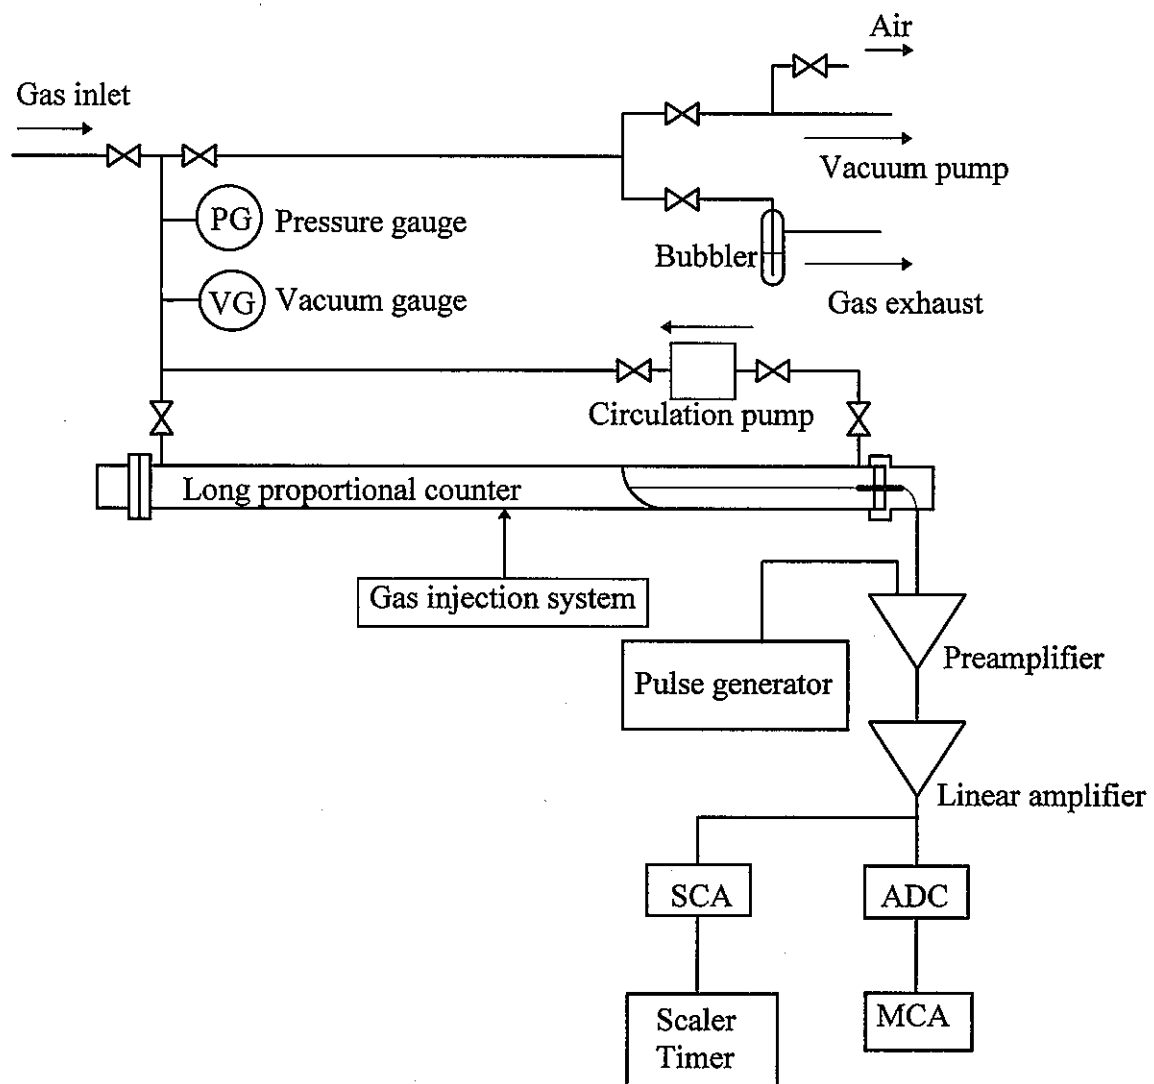 Air
Gas inlet
Vacuum pump
PG
Pressure gauge
Bubbler
VG
Vacuum gauge
Gas exhaust
Circulation pump
Long proportional counter
Gas injection system
Preamplifier
Pulse generator
Linear amplifier
SCA
ADC
Scaler
Timer
MCA